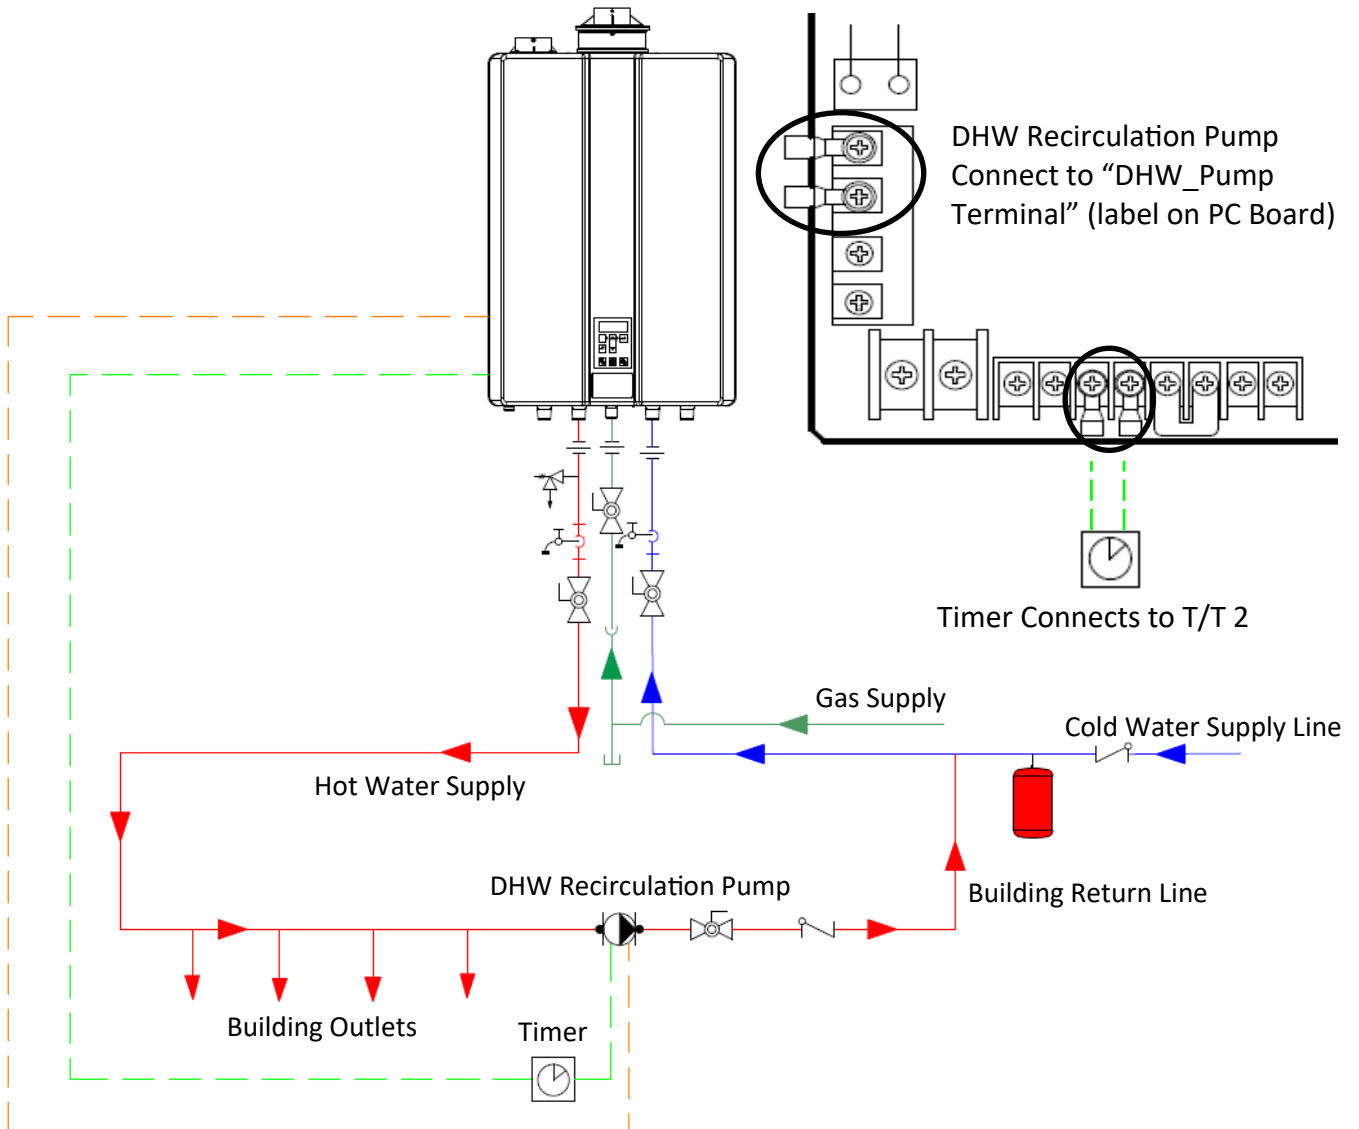 DHW Recirculation Pump
Connect to “DHW_Pump
Terminal” (label on PC Board)
Timer Connects to T/T 2
Gas Supply
Cold Water Supply Line
Hot Water Supply
DHW Recirculation Pump
Building Return Line
Building Outlets
Timer